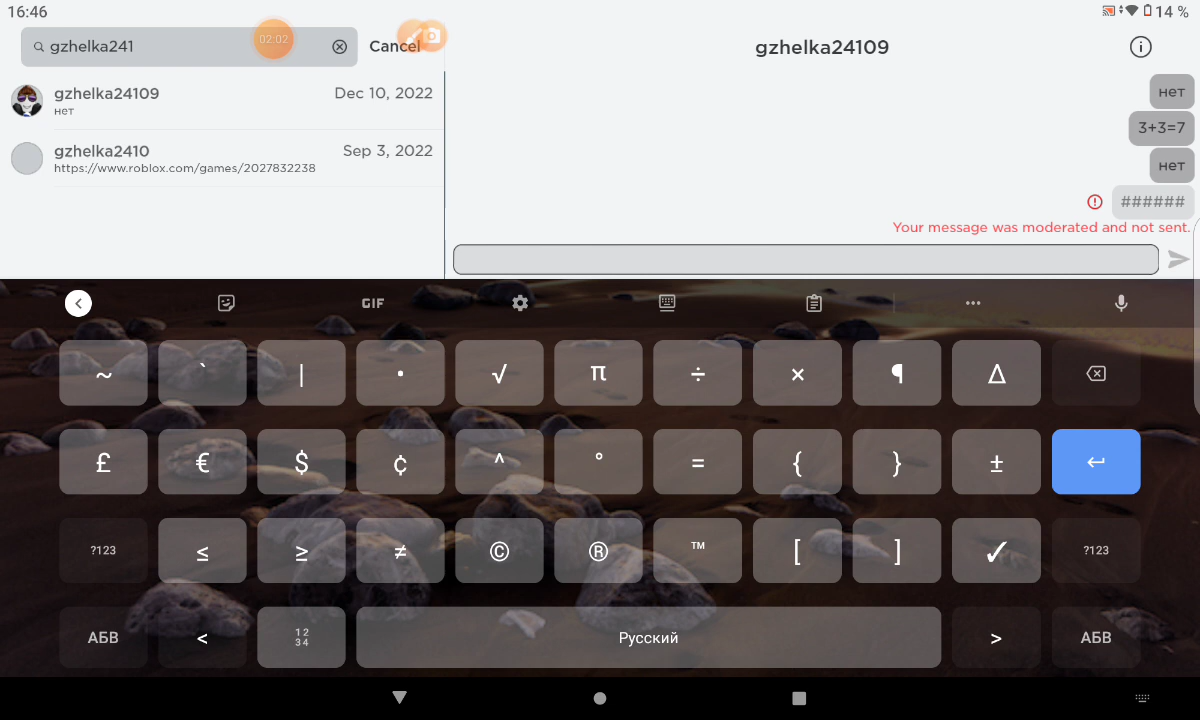 16:46
14 %
gzhelka241
02:02
Cancel
gzhelka24109
Dec 10, 2022
нет
gzhelka2410
Sep 3, 2022
https://www.roblox.com/games/2027832238
gzhelka24109
нет
3+3=7
нет
######
Your message was moderated and not sent.
GIF
~ ` | • √ π ÷ × ¶ Δ
£ € $ ¢ ^ ° = { } ±
?123 ≤ ≥ ≠ © ® ™ [ ] ✓ ?123
АБВ < 12 Русский > АБВ
34